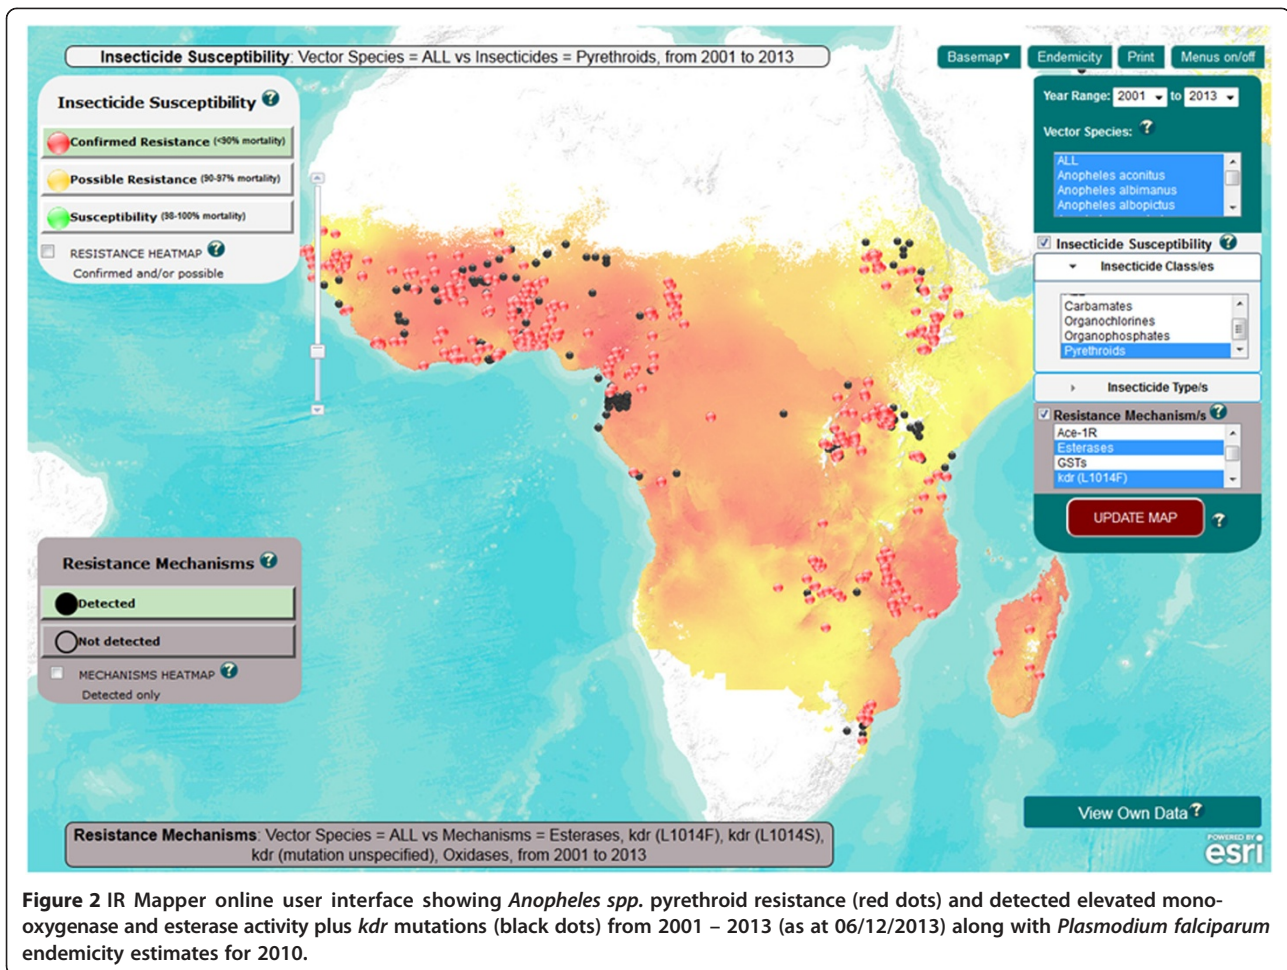 Insecticide Susceptibility: Vector Species = ALL vs Insecticides = Pyrethroids, from 2001 to 2013
Basemap▾
Endemicity
Print
Menus on/off
Insecticide Susceptibility ?
Confirmed Resistance (<90% mortality)
Possible Resistance (90-97% mortality)
Susceptibility (98-100% mortality)
RESISTANCE HEATMAP ?
Confirmed and/or possible
Year Range: 2001 to 2013
Vector Species: ?
ALL
Anopheles aconitus
Anopheles albimanus
Anopheles albopictus
Insecticide Susceptibility ?
Insecticide Class/es
Carbamates
Organochlorines
Organophosphates
Pyrethroids
Insecticide Type/s
Resistance Mechanism/s ?
Ace-1R
Esterases
GSTs
kdr (L1014F)
UPDATE MAP ?
Resistance Mechanisms ?
Detected
Not detected
MECHANISMS HEATMAP ?
Detected only
View Own Data ?
POWERED BY
esri
Resistance Mechanisms: Vector Species = ALL vs Mechanisms = Esterases, kdr (L1014F), kdr (L1014S),
kdr (mutation unspecified), Oxidases, from 2001 to 2013
Figure 2 IR Mapper online user interface showing Anopheles spp. pyrethroid resistance (red dots) and detected elevated mono-
oxygenase and esterase activity plus kdr mutations (black dots) from 2001 – 2013 (as at 06/12/2013) along with Plasmodium falciparum
endemicity estimates for 2010.